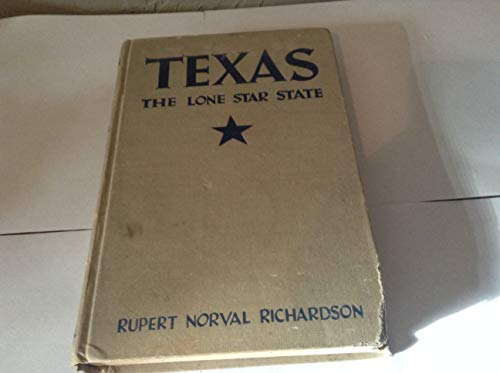 TEXAS
THE LONE STAR STATE
RUPERT NORVAL RICHARDSON